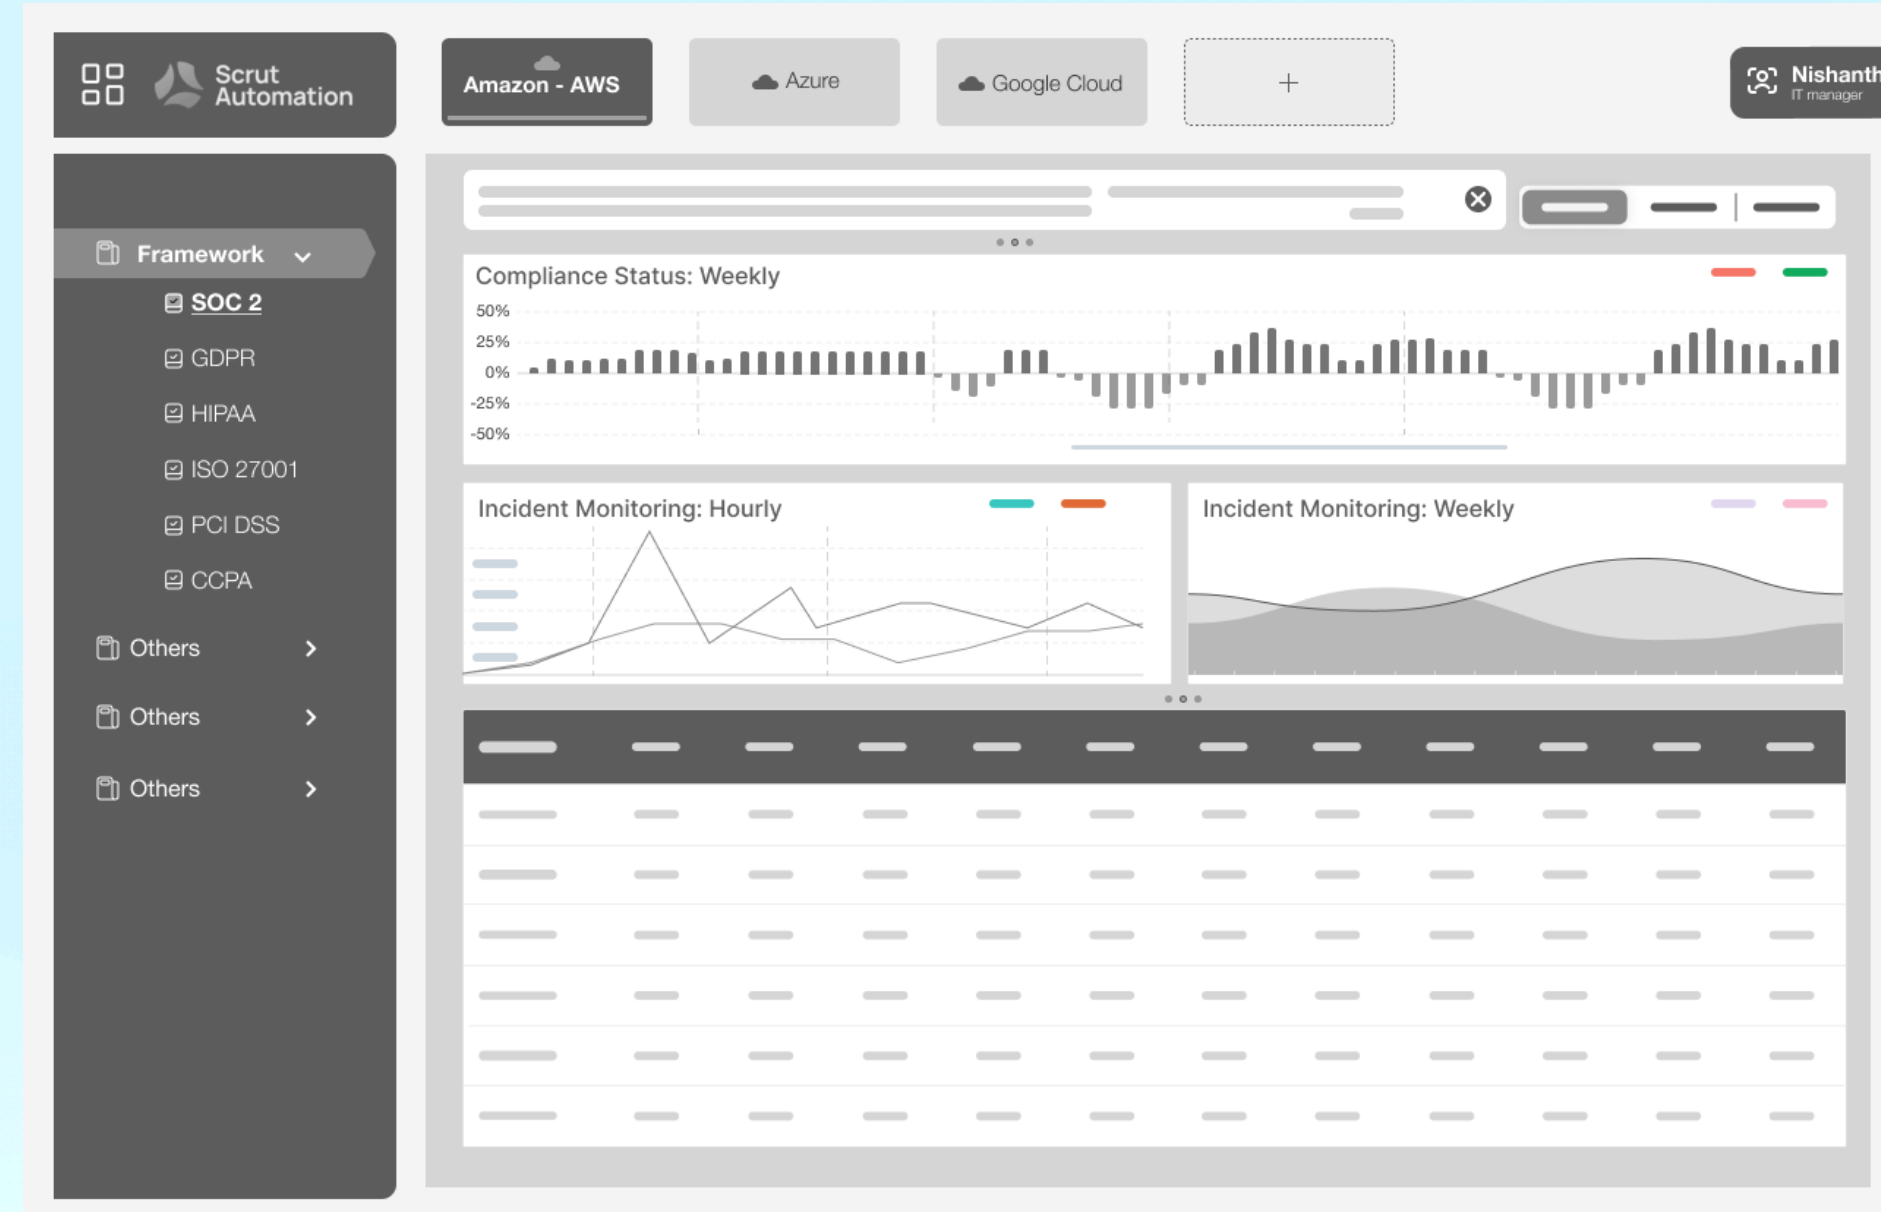 Scrut
Automation
Amazon - AWS
Azure
Google Cloud
+
Nishanth
IT manager
Framework
SOC 2
GDPR
HIPAA
ISO 27001
PCI DSS
CCPA
Others
Others
Others
Compliance Status: Weekly
50%
25%
0%
-25%
-50%
Incident Monitoring: Hourly
Incident Monitoring: Weekly